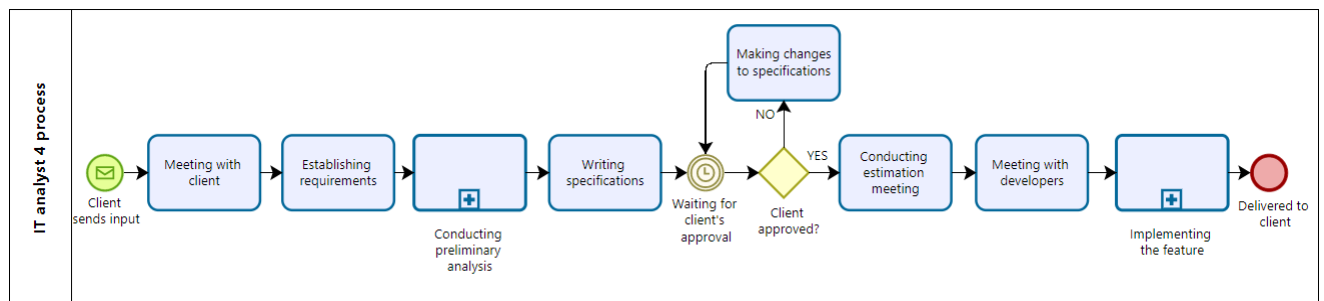 IT analyst 4 process
Client
sends input
Meeting with
client
Establishing
requirements
Conducting
preliminary
analysis
Writing
specifications
Waiting for
client's
approval
Making changes
to specifications
NO
Client
approved?
YES
Conducting
estimation
meeting
Meeting with
developers
Implementing
the feature
Delivered to
client